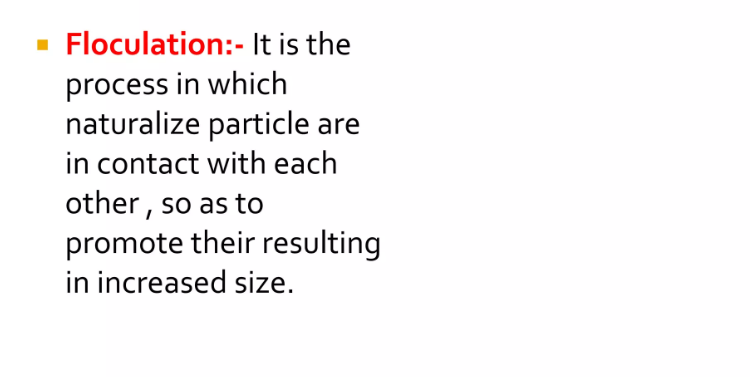 Floculation:- It is the
process in which
naturalize particle are
in contact with each
other , so as to
promote their resulting
in increased size.